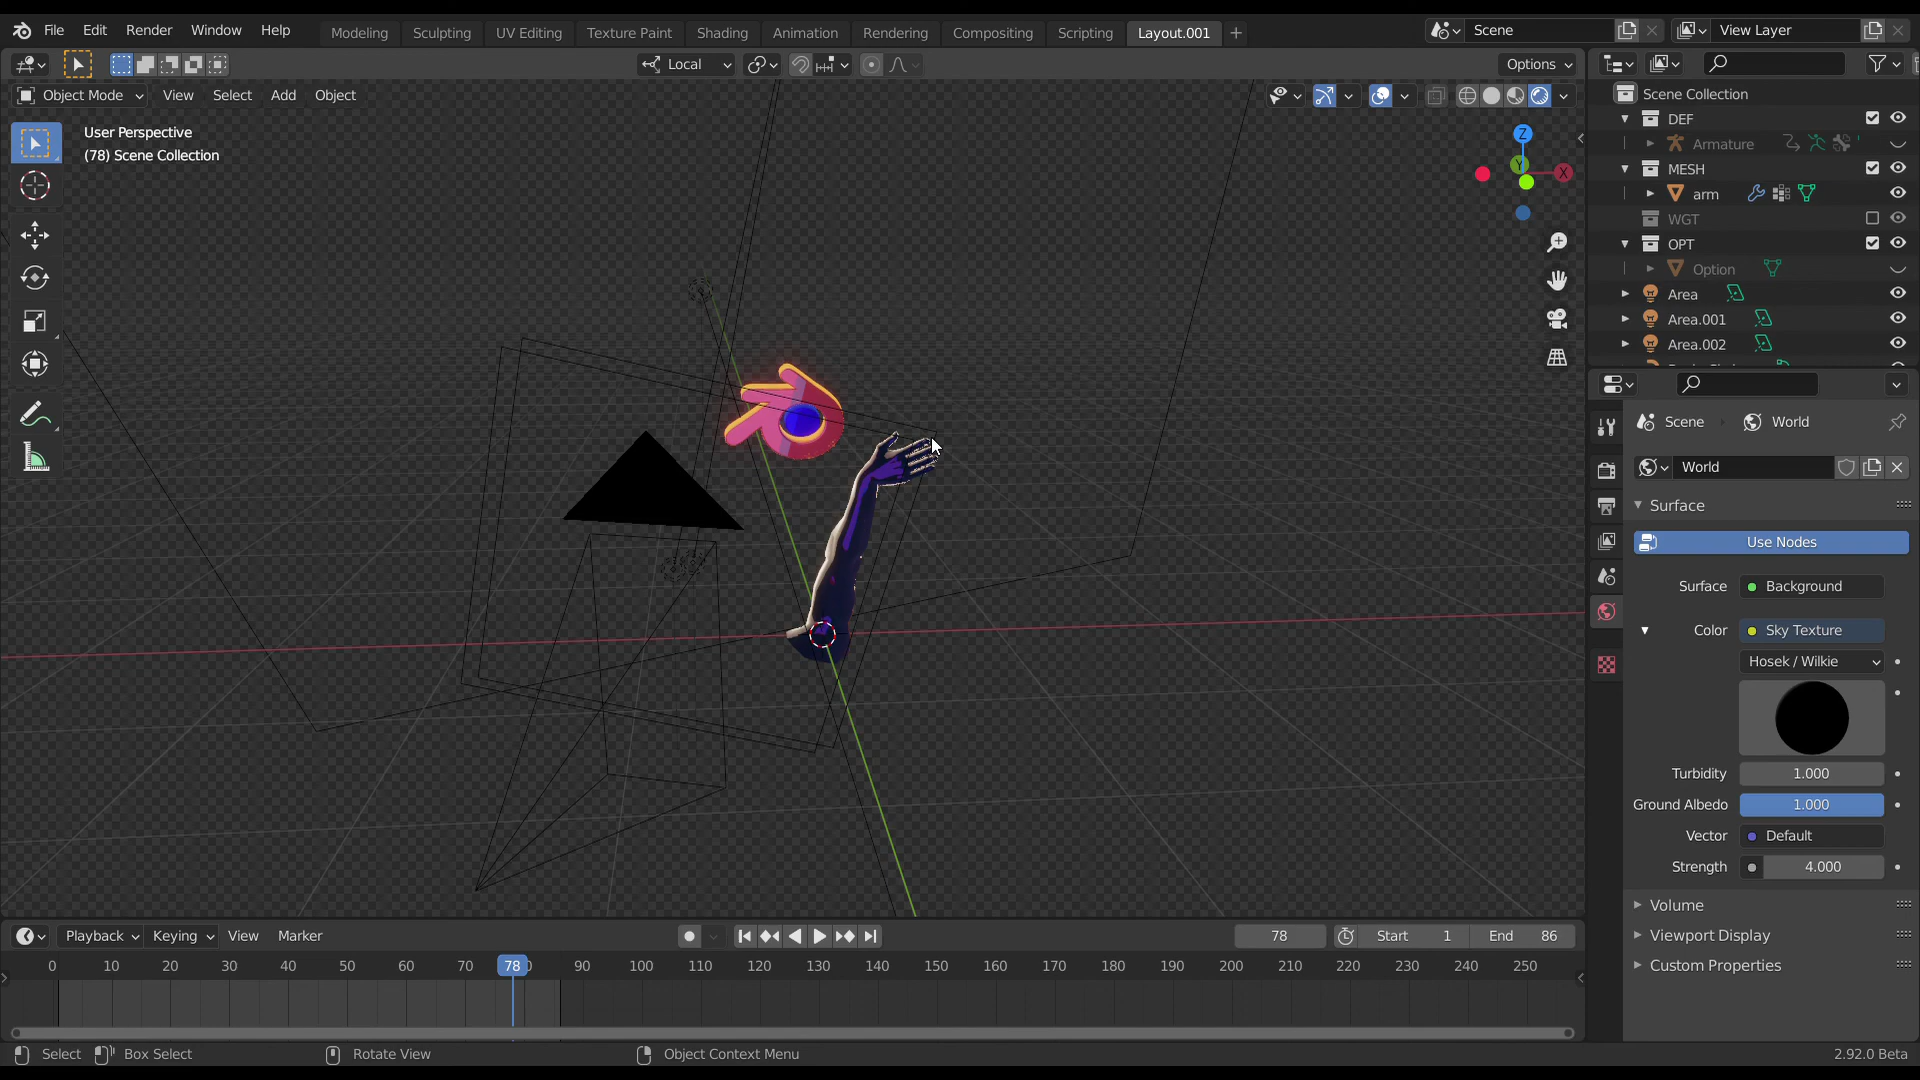 File Edit Render Window Help Modeling Sculpting UV Editing Texture Paint Shading Animation Rendering Compositing Scripting Layout.001 + Scene View Layer
Local Options
Object Mode View Select Add Object
User Perspective
(78) Scene Collection
Z
Y
X
Scene Collection
DEF
Armature
MESH
arm
WGT
OPT
Option
Area
Area.001
Area.002
Scene World
World
Surface
Use Nodes
Surface Background
Color Sky Texture
Hosek / Wilkie
Turbidity 1.000
Ground Albedo 1.000
Vector Default
Strength 4.000
Volume
Viewport Display
Custom Properties
Playback Keying View Marker 78 Start 1 End 86
0 10 20 30 40 50 60 70 78 90 100 110 120 130 140 150 160 170 180 190 200 210 220 230 240 250
Select Box Select Rotate View Object Context Menu 2.92.0 Beta